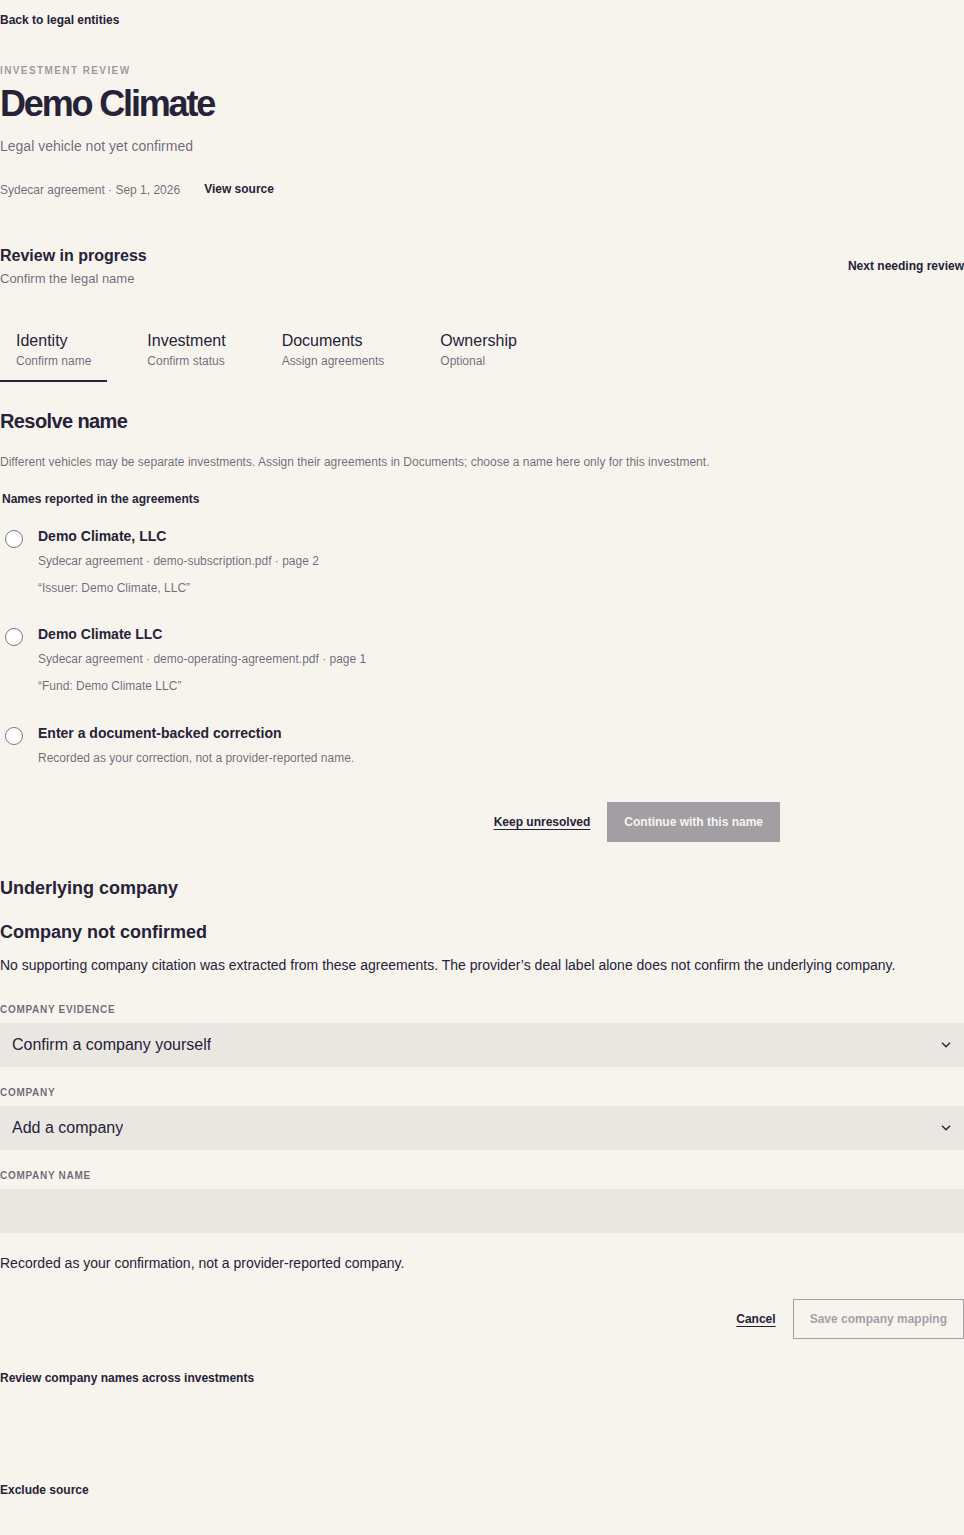 Back to legal entities
INVESTMENT REVIEW
Demo Climate
Legal vehicle not yet confirmed
Sydecar agreement · Sep 1, 2026 View source
Review in progress
Confirm the legal name
Next needing review
Identity Investment Documents Ownership
Confirm name Confirm status Assign agreements Optional
Resolve name
Different vehicles may be separate investments. Assign their agreements in Documents; choose a name here only for this investment.
Names reported in the agreements
Demo Climate, LLC
Sydecar agreement · demo-subscription.pdf · page 2
“Issuer: Demo Climate, LLC”
Demo Climate LLC
Sydecar agreement · demo-operating-agreement.pdf · page 1
“Fund: Demo Climate LLC”
Enter a document-backed correction
Recorded as your correction, not a provider-reported name.
Keep unresolved Continue with this name
Underlying company
Company not confirmed
No supporting company citation was extracted from these agreements. The provider’s deal label alone does not confirm the underlying company.
COMPANY EVIDENCE
Confirm a company yourself
COMPANY
Add a company
COMPANY NAME
Recorded as your confirmation, not a provider-reported company.
Cancel Save company mapping
Review company names across investments
Exclude source